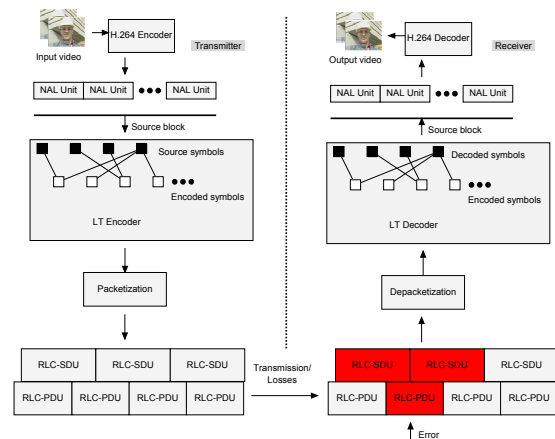 H.264 Encoder
Transmitter
Input video
NAL Unit NAL Unit ●●● NAL Unit
Source block
Source symbols
Encoded symbols
LT Encoder
Packetization
RLC-SDU RLC-SDU RLC-SDU
RLC-PDU RLC-PDU RLC-PDU RLC-PDU
Transmission/
Losses
H.264 Decoder
Receiver
Output video
NAL Unit NAL Unit ●●● NAL Unit
Source block
Decoded symbols
Encoded symbols
LT Decoder
Depacketization
RLC-SDU RLC-SDU RLC-SDU
RLC-PDU RLC-PDU RLC-PDU RLC-PDU
Error